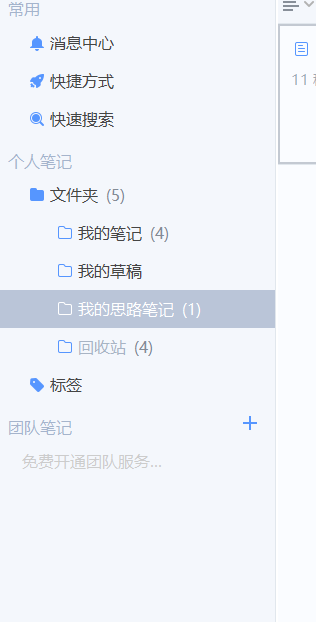 常用
消息中心
快捷方式
快速搜索
个人笔记
文件夹 (5)
我的笔记 (4)
我的草稿
我的思路笔记 (1)
回收站 (4)
标签
团队笔记
免费开通团队服务...
11